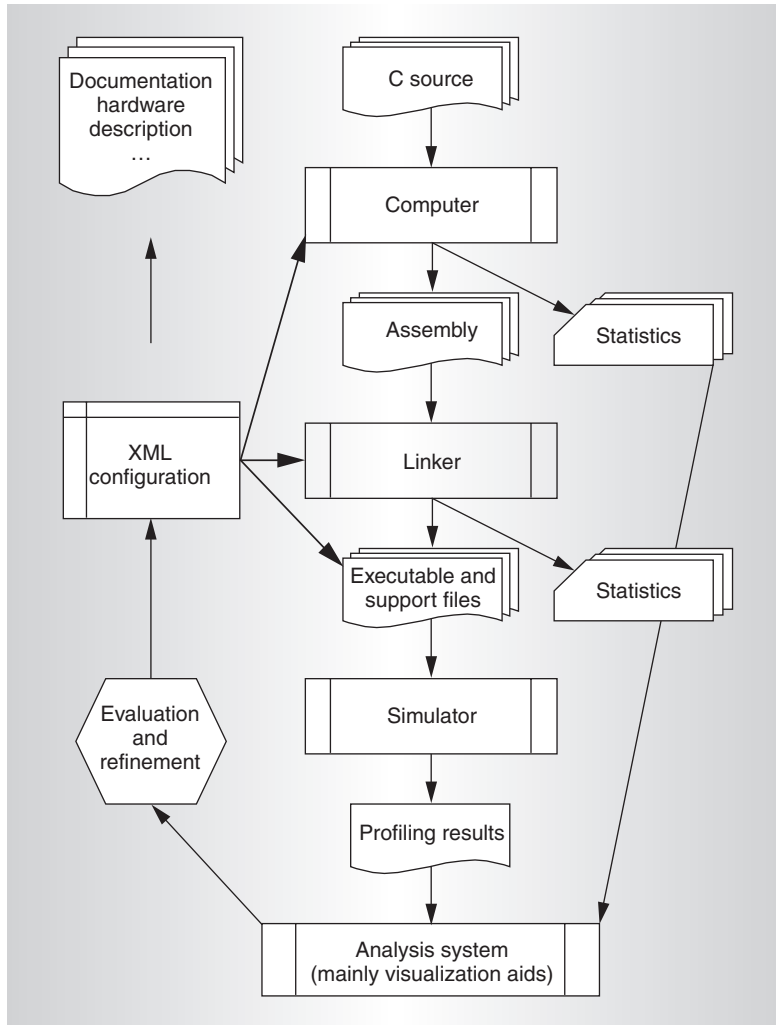 Documentation
hardware
description
...
C source
Computer
Assembly
Statistics
XML
configuration
Linker
Executable and
support files
Statistics
Evaluation
and
refinement
Simulator
Profiling results
Analysis system
(mainly visualization aids)